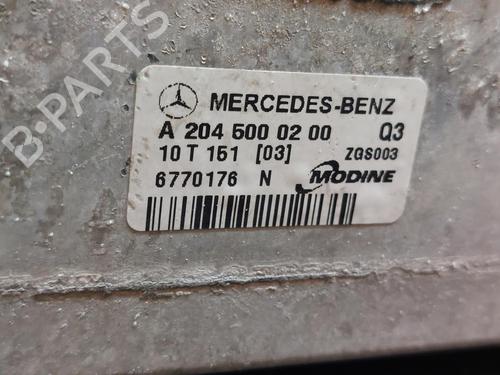 B-PARTS
MERCEDES-BENZ
A 204 500 02 00 Q3
10 T 151 [03] ZGS003
6770176 N MODINE